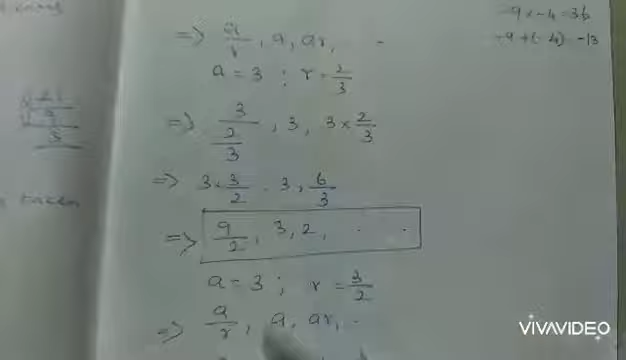 -9 × -4 = 36
-9 + (-4) = -13
=> a/r, a, ar, - 
a = 3 ; r = 2/3
=> 3/(2/3), 3, 3 × 2/3
=> 3 × 3/2 . 3, 6/3
=> 9/2, 3, 2, . .
a = 3 ; r = 3/2
=> a/r, a, ar, .
taken
VIVAVIDEO